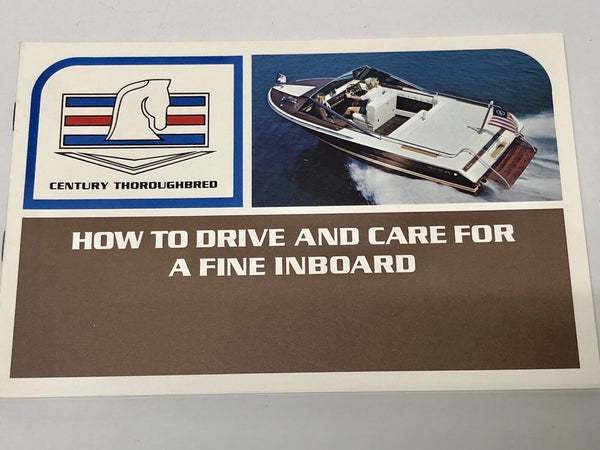 CENTURY THOROUGHBRED
HOW TO DRIVE AND CARE FOR
A FINE INBOARD